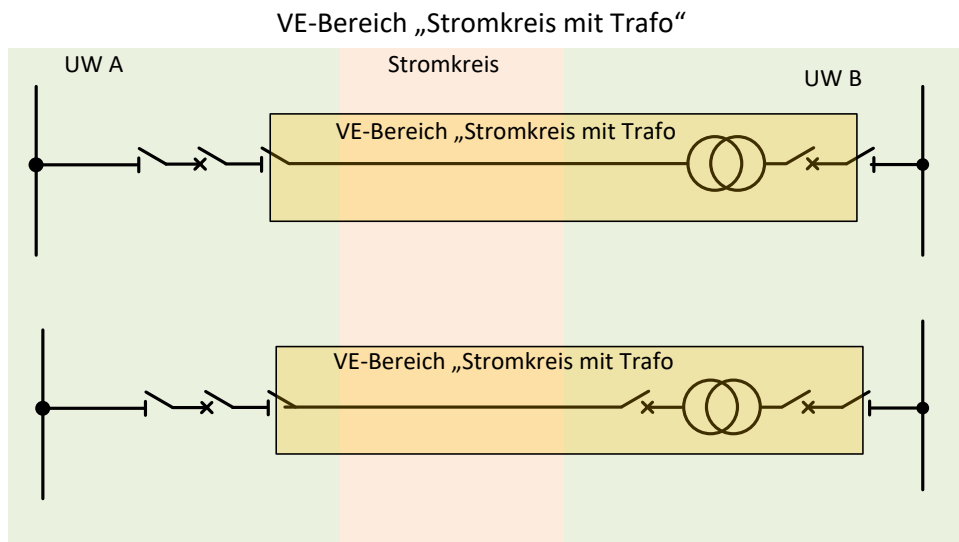 VE-Bereich „Stromkreis mit Trafo“
UW A
Stromkreis
UW B
VE-Bereich „Stromkreis mit Trafo
VE-Bereich „Stromkreis mit Trafo